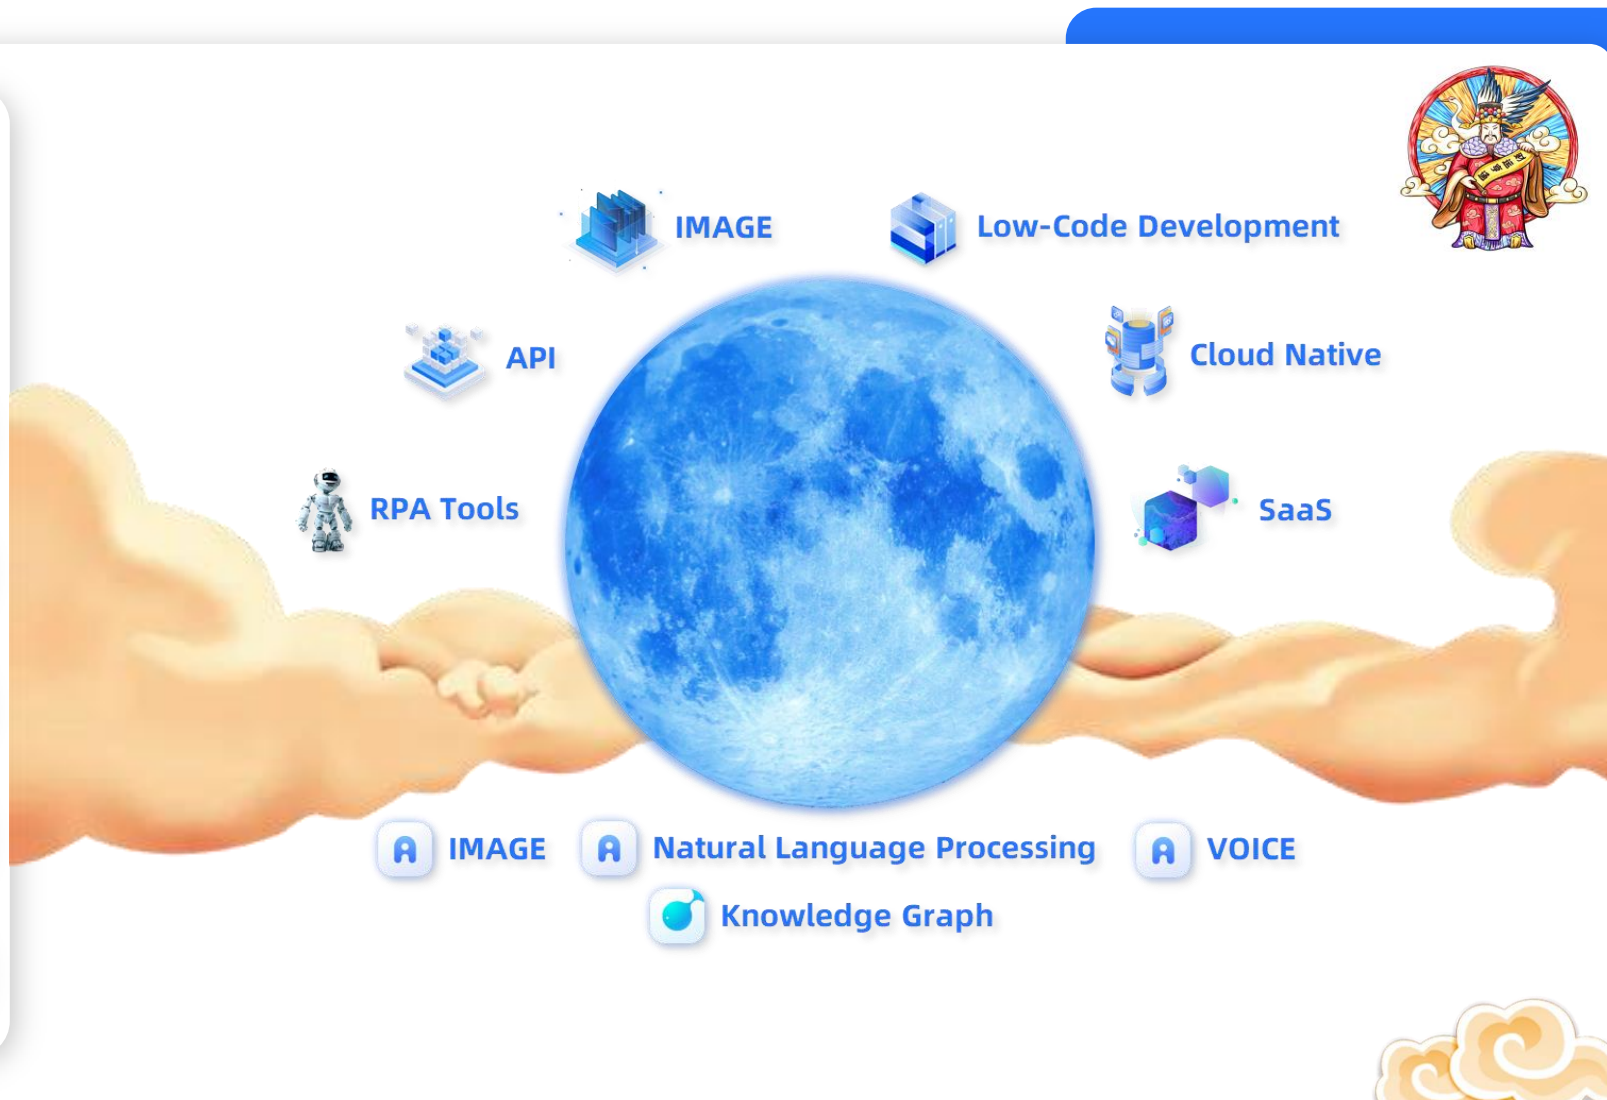 IMAGE
Low-Code Development
API
Cloud Native
RPA Tools
SaaS
IMAGE
Natural Language Processing
VOICE
Knowledge Graph